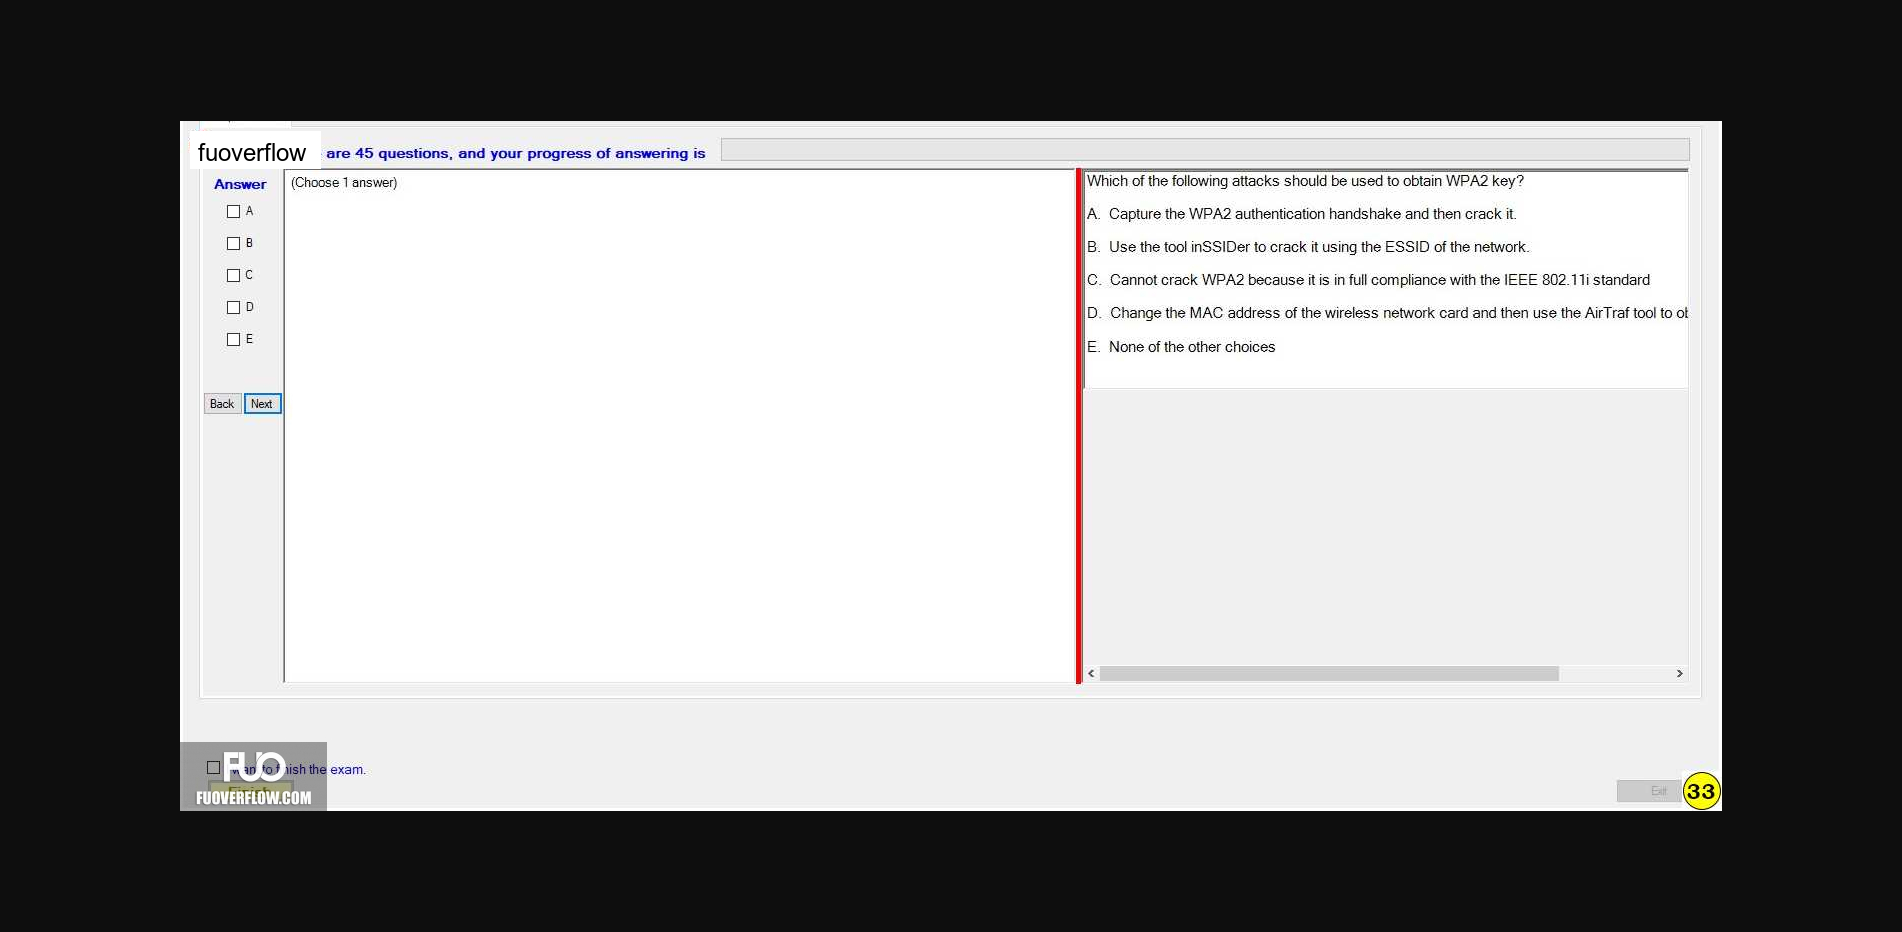 fuoverflow are 45 questions, and your progress of answering is
Answer
(Choose 1 answer)
A
B
C
D
E
Back Next
Which of the following attacks should be used to obtain WPA2 key?
A. Capture the WPA2 authentication handshake and then crack it.
B. Use the tool inSSIDer to crack it using the ESSID of the network.
C. Cannot crack WPA2 because it is in full compliance with the IEEE 802.11i standard
D. Change the MAC address of the wireless network card and then use the AirTraf tool to
E. None of the other choices
FUO
want to finish the exam.
Finish
FUOVERFLOW.COM
Exit
33